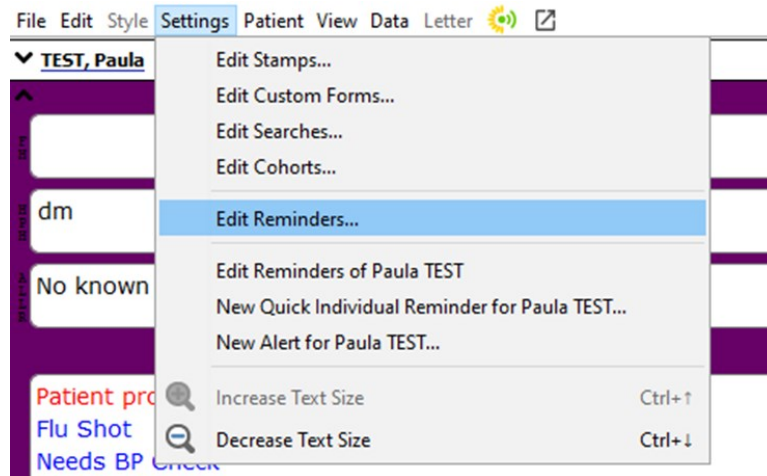 File Edit Style Settings Patient View Data Letter
TEST, Paula
Edit Stamps...
Edit Custom Forms...
Edit Searches...
Edit Cohorts...
dm
Edit Reminders...
Edit Reminders of Paula TEST
No known
New Quick Individual Reminder for Paula TEST...
New Alert for Paula TEST...
Patient pro
Increase Text Size Ctrl+↑
Flu Shot
Decrease Text Size Ctrl+↓
Needs BP Check